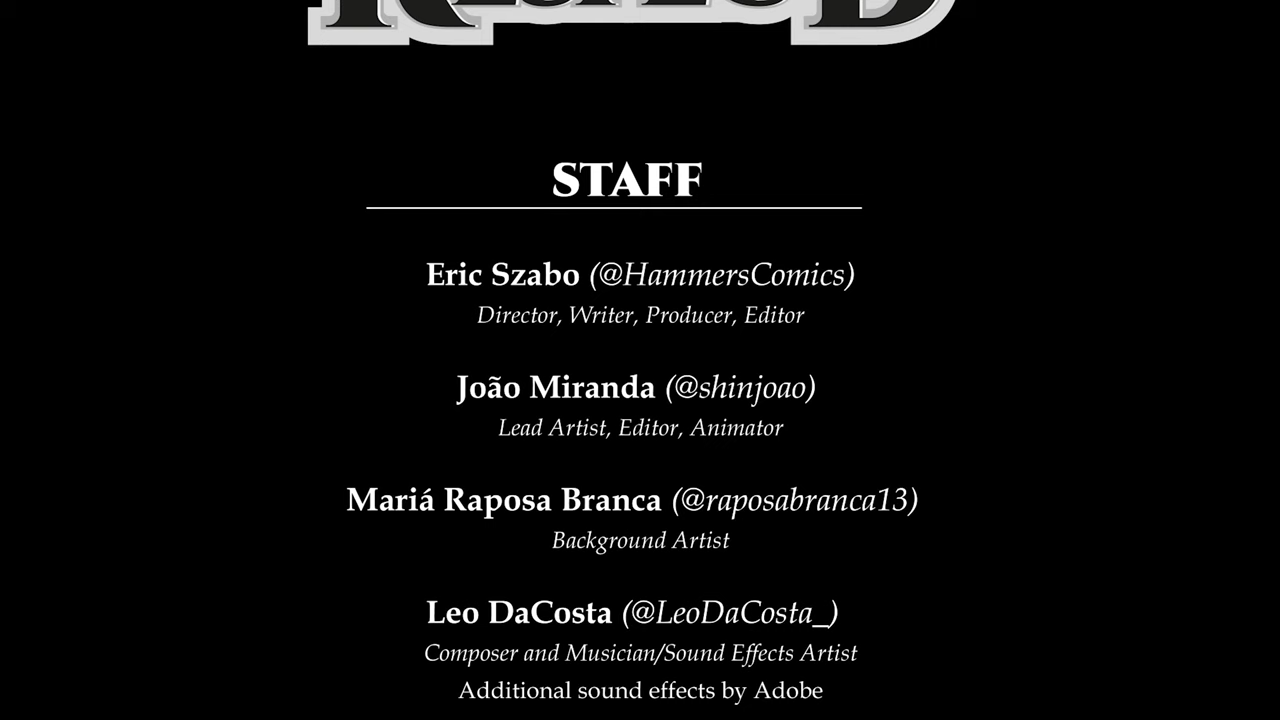 STAFF
Eric Szabo (@HammersComics)
Director, Writer, Producer, Editor
João Miranda (@shinjoao)
Lead Artist, Editor, Animator
Mariá Raposa Branca (@raposabranca13)
Background Artist
Leo DaCosta (@LeoDaCosta_)
Composer and Musician/Sound Effects Artist
Additional sound effects by Adobe